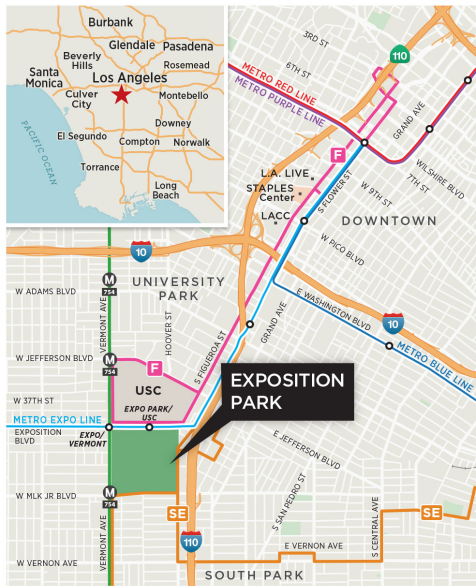 Burbank
Glendale
Pasadena
Beverly
Hills
Rosemead
Santa
Monica
Los Angeles
Culver
City
Montebello
PACIFIC OCEAN
Downey
El Segundo
Compton
Norwalk
Torrance
Long
Beach
3RD ST
6TH ST
110
METRO RED LINE
METRO PURPLE LINE
GRAND AVE
F
WILSHIRE BLVD
7TH ST
L.A. LIVE
STAPLES
Center
LACC
S FLOWER ST
W 9TH ST
DOWNTOWN
W PICO BLVD
10
M
754
W ADAMS BLVD
UNIVERSITY
PARK
VERMONT AVE
HOOVER ST
S FIGUEROA ST
GRAND AVE
E WASHINGTON BLVD
10
METRO BLUE LINE
W JEFFERSON BLVD
M
754
F
USC
EXPO PARK/
USC
W 37TH ST
METRO EXPO LINE
EXPOSITION
BLVD
EXPO/
VERMONT
EXPOSITION
PARK
E JEFFERSON BLVD
W MLK JR BLVD
M
754
SE
S SAN PEDRO ST
S CENTRAL AVE
SE
VERMONT AVE
110
E VERNON AVE
W VERNON AVE
SOUTH PARK